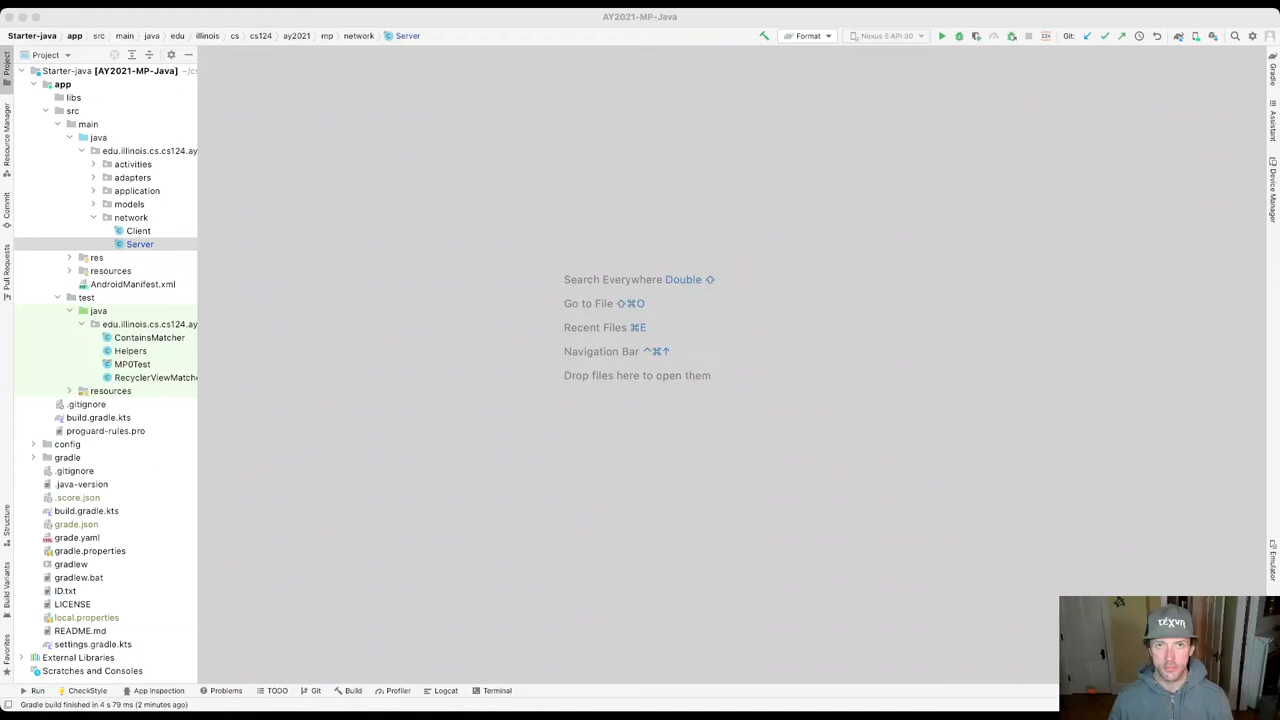 AY2021-MP-Java
Starter-java app src main java edu illinois cs cs124 ay2021 mp network Server
Format Nexus 5 API 30 Git:
Project
Starter-java [AY2021-MP-Java] ~/cs
app
libs
src
main
java
edu.illinois.cs.cs124.ay
activities
adapters
application
models
network
Client
Server
res
resources
AndroidManifest.xml
test
java
edu.illinois.cs.cs124.ay
ContainsMatcher
Helpers
MP0Test
RecyclerViewMatche
resources
.gitignore
build.gradle.kts
proguard-rules.pro
config
gradle
.gitignore
.java-version
.score.json
build.gradle.kts
grade.json
grade.yaml
gradle.properties
gradlew
gradlew.bat
ID.txt
LICENSE
local.properties
README.md
settings.gradle.kts
External Libraries
Scratches and Consoles
Project
Resource Manager
Commit
Pull Requests
Structure
Build Variants
Favorites
Search Everywhere Double ⇧
Go to File ⇧⌘O
Recent Files ⌘E
Navigation Bar ^⌘↑
Drop files here to open them
Gradle
Assistant
Device Manager
Emulator
τέχνη
Run CheckStyle App Inspection Problems TODO Git Build Profiler Logcat Terminal
Gradle build finished in 4 s 79 ms (2 minutes ago)